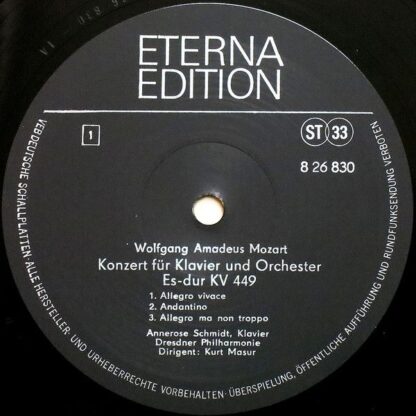 ETERNA
EDITION
1
ST 33
8 26 830
Wolfgang Amadeus Mozart
Konzert für Klavier und Orchester
Es-dur KV 449
1. Allegro vivace
2. Andantino
3. Allegro ma non troppo
Annerose Schmidt, Klavier
Dresdner Philharmonie
Dirigent: Kurt Masur
VEB DEUTSCHE SCHALLPLATTEN · ALLE HERSTELLER- UND URHEBERRECHTE VORBEHALTEN · ÜBERSPIELUNG, ÖFFENTLICHE AUFFÜHRUNG UND RUNDFUNKSENDUNG VERBOTEN